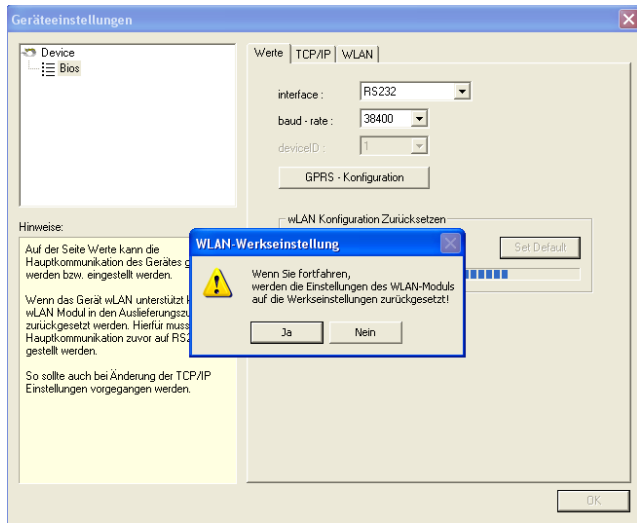 Geräteeinstellungen
Device
Bios
Hinweise:
Auf der Seite Werte kann die
Hauptkommunikation des Gerätes
werden bzw. eingestellt werden.
Wenn das Gerät wLAN unterstützt
wLAN Modul in den
zurückgesetzt werden. Hierfür muss
Hauptkommunikation zuvor auf
gestellt werden.
So sollte auch bei Änderung der TCP/IP
Einstellungen vorgegangen werden.
Werte TCP/IP WLAN
interface : RS232
baud - rate : 38400
deviceID : 1
GPRS - Konfiguration
wLAN Konfiguration Zurücksetzen
Set Default
WLAN-Werkseinstellung
Wenn Sie fortfahren,
werden die Einstellungen des WLAN-Moduls
auf die Werkseinstellungen zurückgesetzt!
Ja Nein
OK